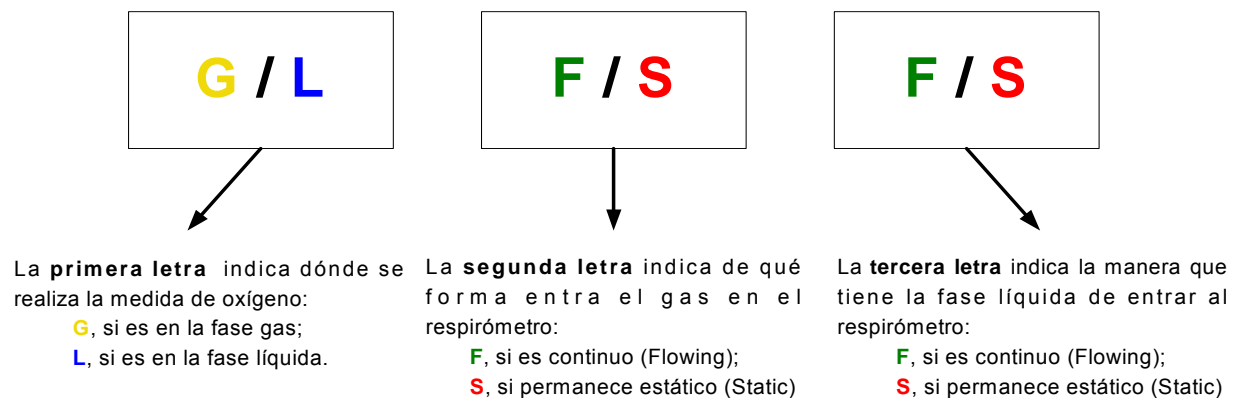 G / L
F / S
F / S
La primera letra indica dónde se
realiza la medida de oxígeno:
G, si es en la fase gas;
L, si es en la fase líquida.
La segunda letra indica de qué
forma entra el gas en el
respirómetro:
F, si es continuo (Flowing);
S, si permanece estático (Static)
La tercera letra indica la manera que
tiene la fase líquida de entrar al
respirómetro:
F, si es continuo (Flowing);
S, si permanece estático (Static)